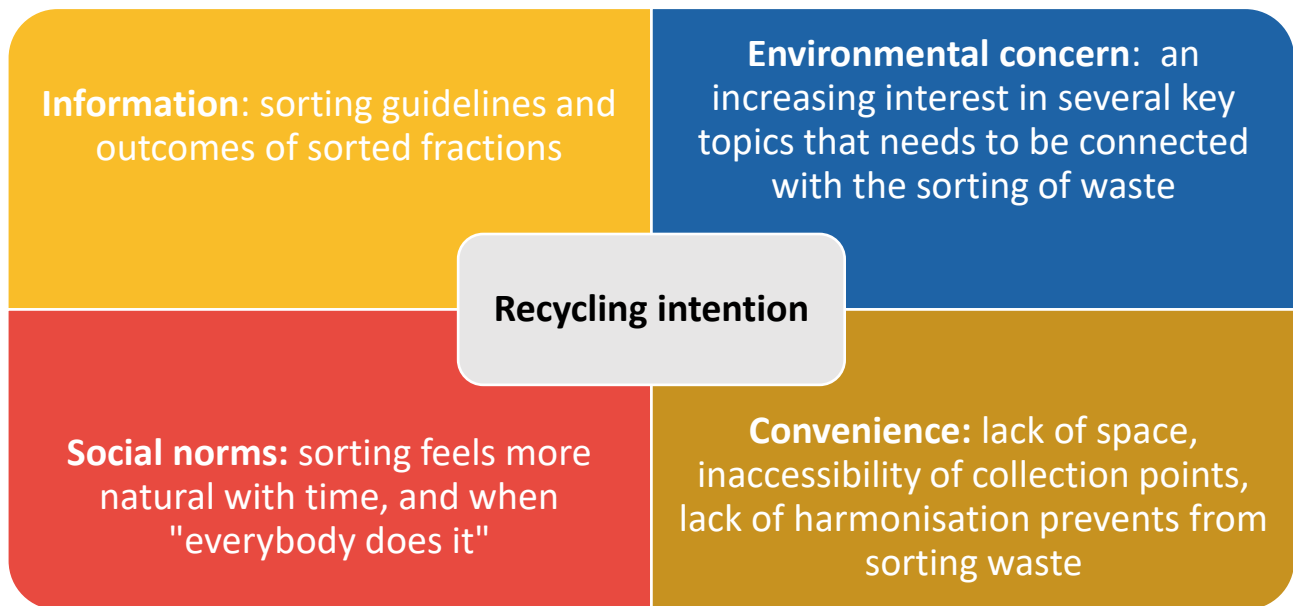 Information: sorting guidelines and
outcomes of sorted fractions
Environmental concern:  an
increasing interest in several key
topics that needs to be connected
with the sorting of waste
Recycling intention
Social norms: sorting feels more
natural with time, and when
"everybody does it"
Convenience: lack of space,
inaccessibility of collection points,
lack of harmonisation prevents from
sorting waste